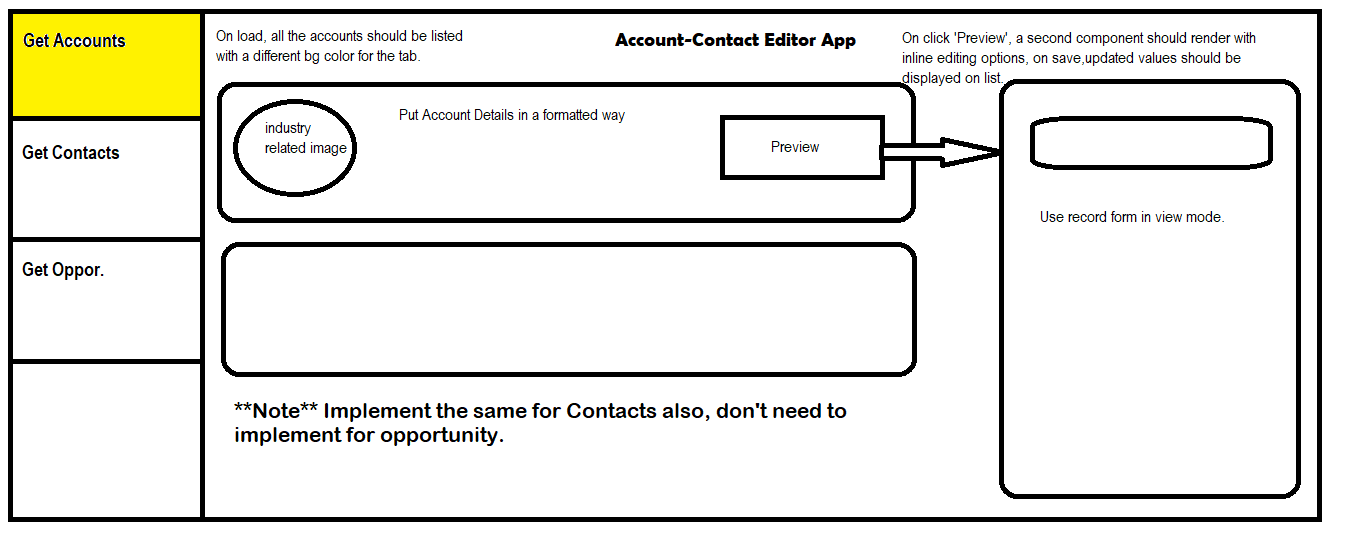 Get Accounts
On load, all the accounts should be listed
with a different bg color for the tab.
Account-Contact Editor App
On click 'Preview', a second component should render with
inline editing options, on save,updated values should be
displayed on list.
industry
related image
Put Account Details in a formatted way
Preview
Get Contacts
Use record form in view mode.
Get Oppor.
**Note** Implement the same for Contacts also, don't need to
implement for opportunity.